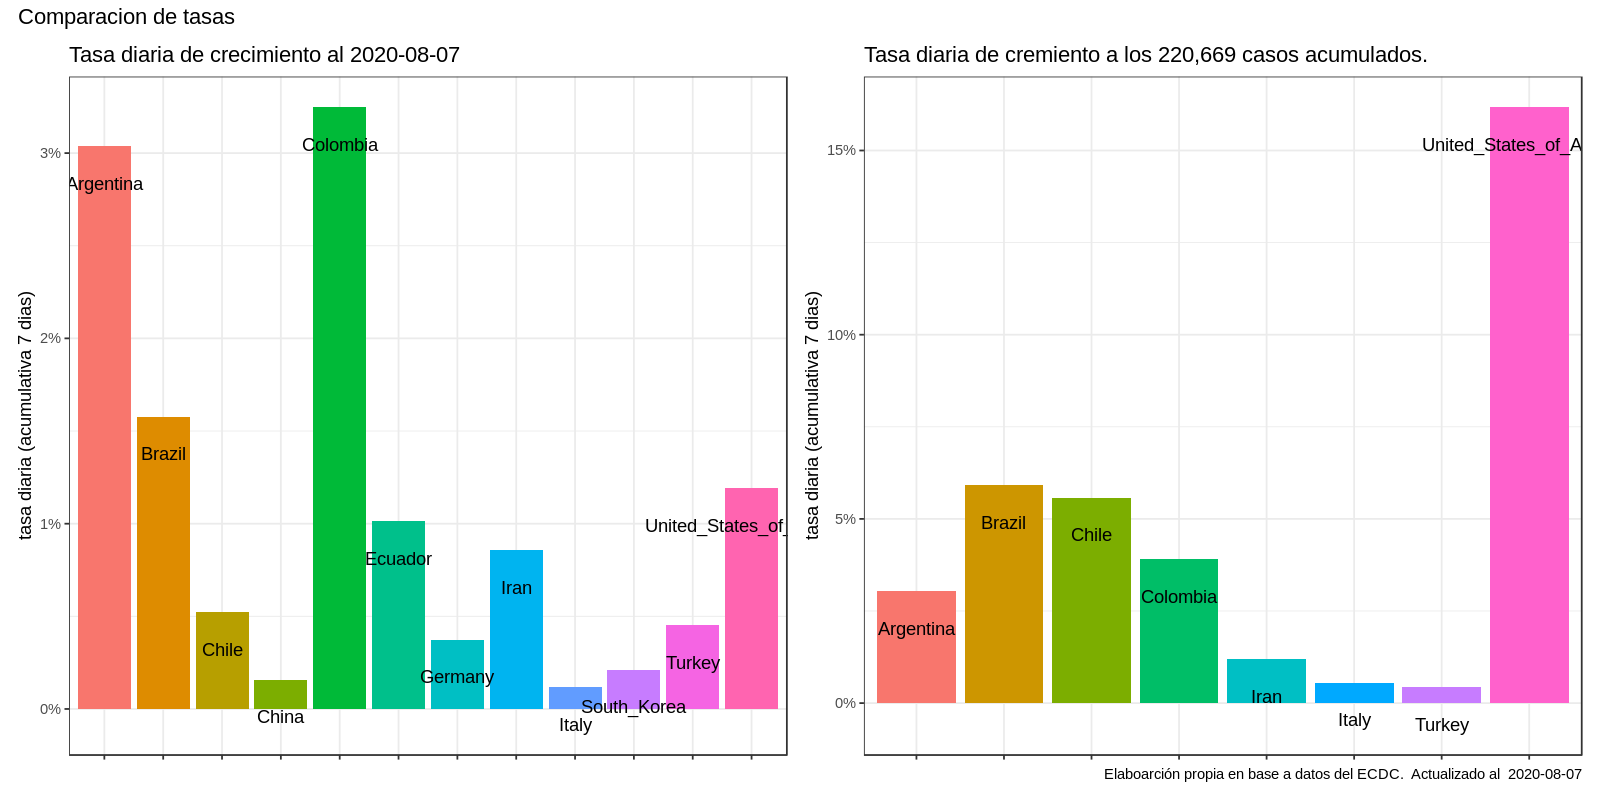 Comparacion de tasas
Tasa diaria de crecimiento al 2020-08-07
tasa diaria (acumulativa 7 dias)
3%
2%
1%
0%
Argentina
Brazil
Chile
China
Colombia
Ecuador
Germany
Iran
Italy
South_Korea
Turkey
United_States_of_
Tasa diaria de cremiento a los 220,669 casos acumulados.
tasa diaria (acumulativa 7 dias)
15%
10%
5%
0%
Argentina
Brazil
Chile
Colombia
Iran
Italy
Turkey
United_States_of_A
Elaboarción propia en base a datos del ECDC. Actualizado al 2020-08-07